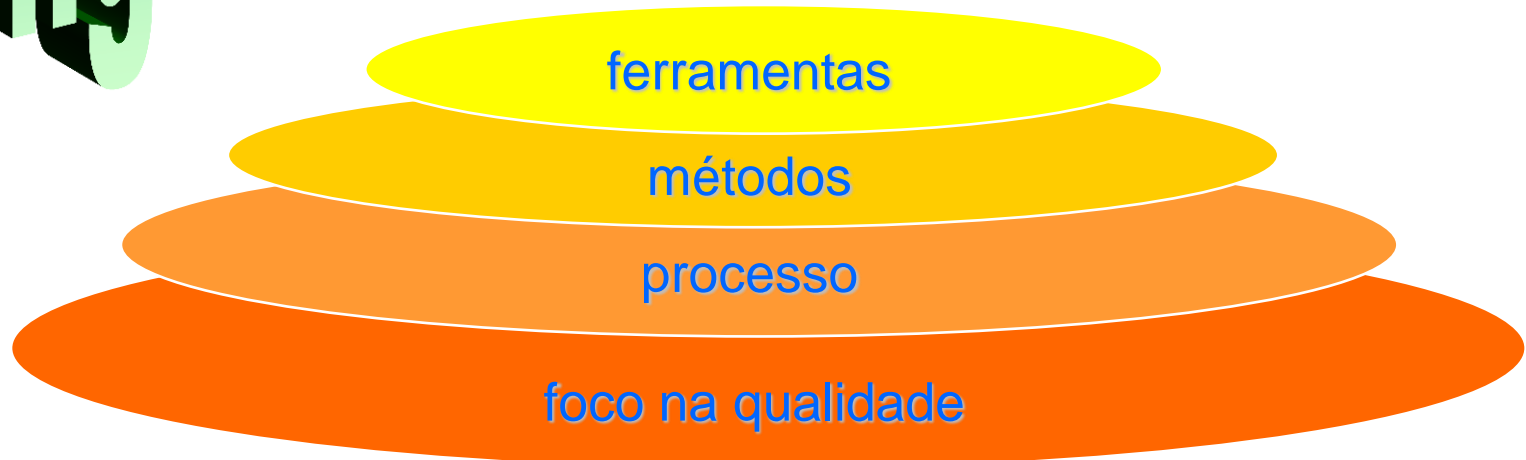 ferramentas
métodos
processo
foco na qualidade